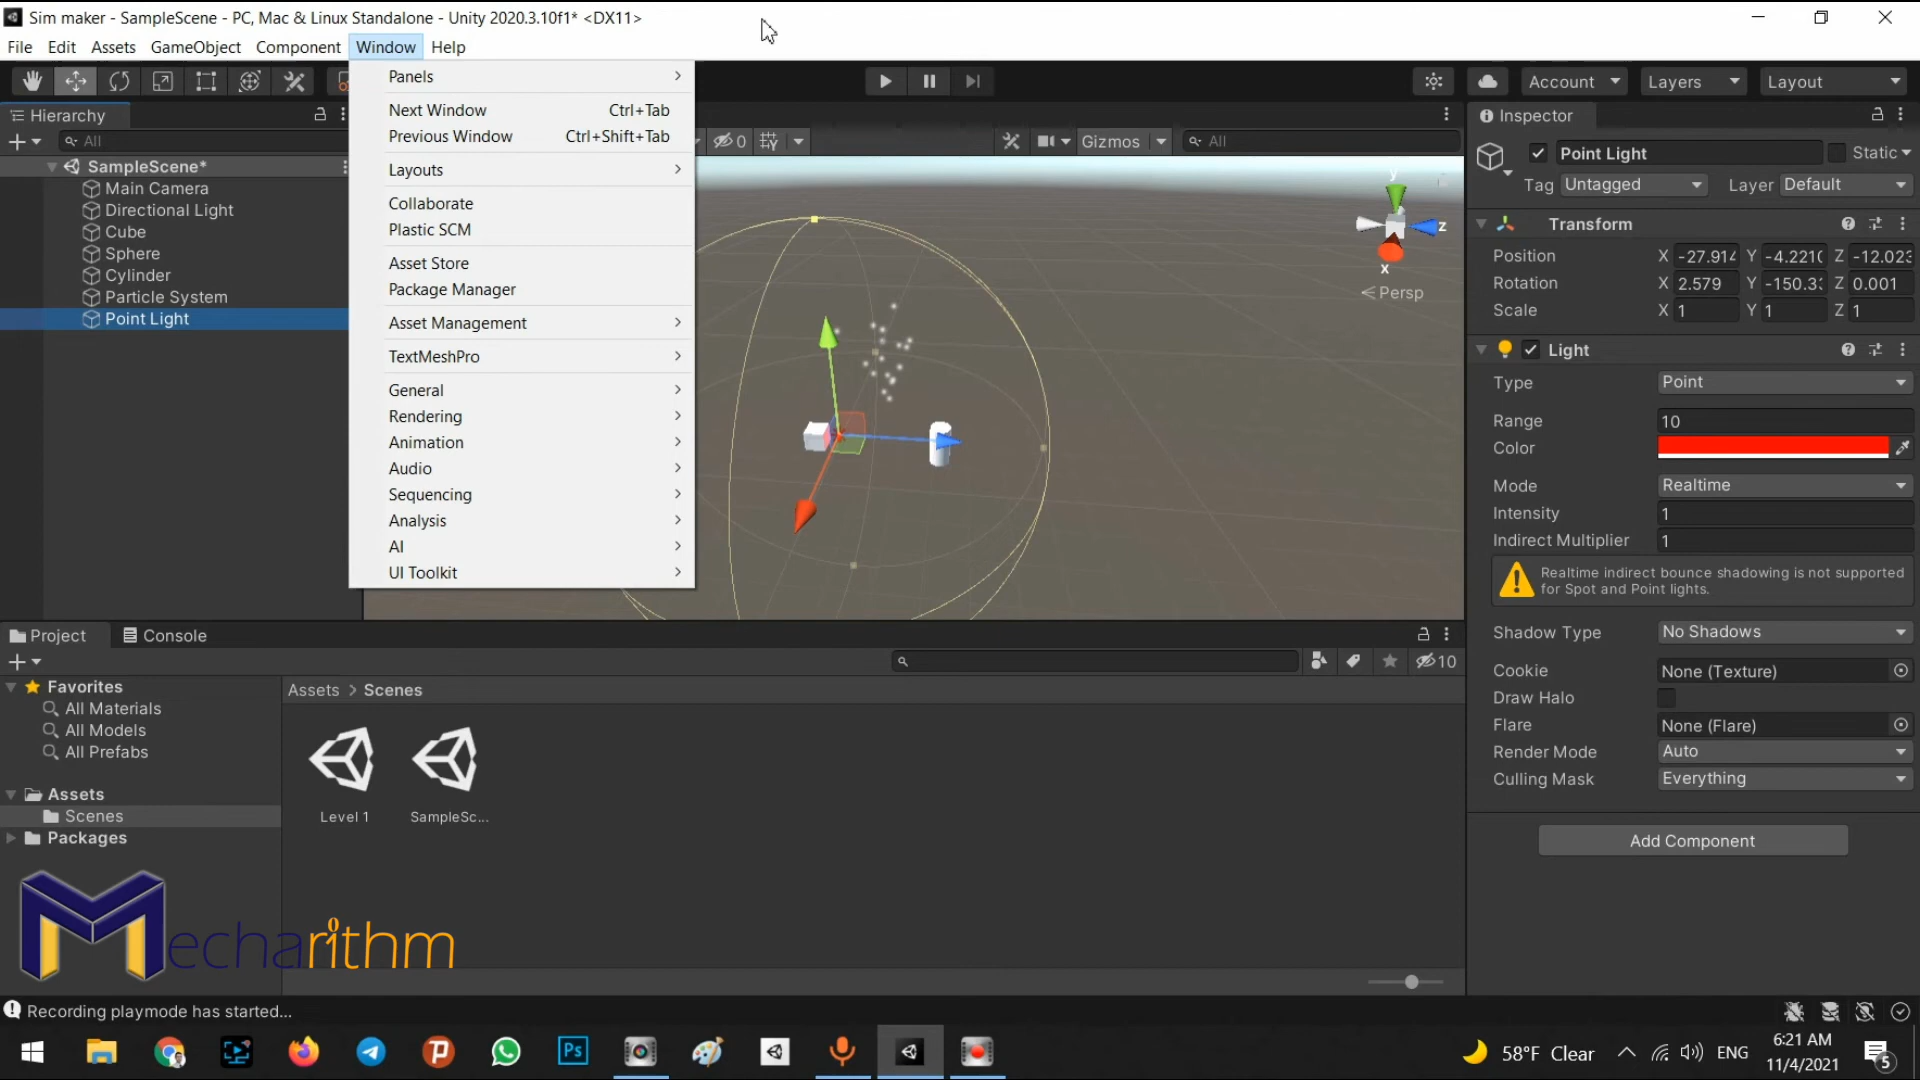 Sim maker - SampleScene - PC, Mac & Linux Standalone - Unity 2020.3.10f1* <DX11>
File Edit Assets GameObject Component Window Help
Account Layers Layout
Hierarchy
All
SampleScene*
Main Camera
Directional Light
Cube
Sphere
Cylinder
Particle System
Point Light
Panels
Next Window Ctrl+Tab
Previous Window Ctrl+Shift+Tab
Layouts
Collaborate
Plastic SCM
Asset Store
Package Manager
Asset Management
TextMeshPro
General
Rendering
Animation
Audio
Sequencing
Analysis
AI
UI Toolkit
0 Gizmos All
y
z
x
Persp
Inspector
Point Light Static
Tag Untagged Layer Default
Transform
Position X -27.914 Y -4.2210 Z -12.023
Rotation X 2.579 Y -150.3 Z 0.001
Scale X 1 Y 1 Z 1
Light
Type Point
Range 10
Color
Mode Realtime
Intensity 1
Indirect Multiplier 1
Realtime indirect bounce shadowing is not supported
for Spot and Point lights.
Shadow Type No Shadows
Cookie None (Texture)
Draw Halo
Flare None (Flare)
Render Mode Auto
Culling Mask Everything
Add Component
Project Console
10
Favorites
All Materials
All Models
All Prefabs
Assets
Scenes
Packages
Assets > Scenes
Level 1 SampleSc...
Mecharithm
Recording playmode has started...
Ps
58°F Clear ENG
6:21 AM
11/4/2021
5